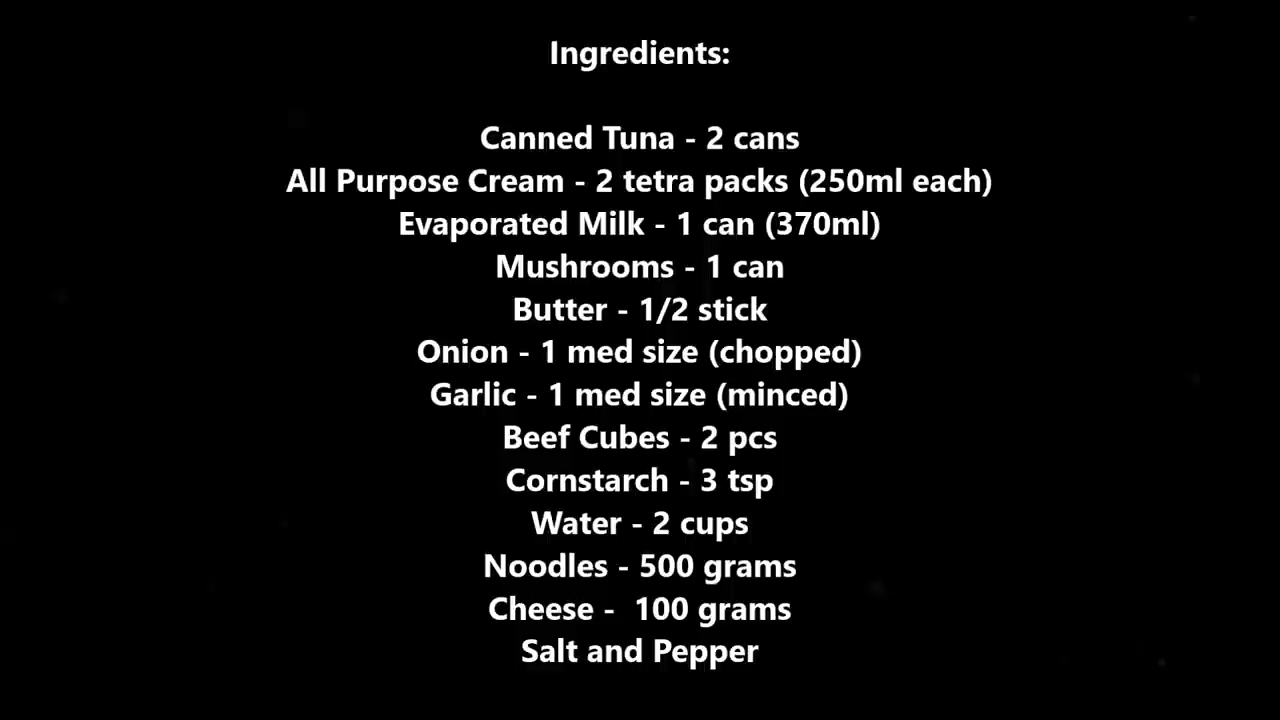 Ingredients:
Canned Tuna - 2 cans
All Purpose Cream - 2 tetra packs (250ml each)
Evaporated Milk - 1 can (370ml)
Mushrooms - 1 can
Butter - 1/2 stick
Onion - 1 med size (chopped)
Garlic - 1 med size (minced)
Beef Cubes - 2 pcs
Cornstarch - 3 tsp
Water - 2 cups
Noodles - 500 grams
Cheese -  100 grams
Salt and Pepper